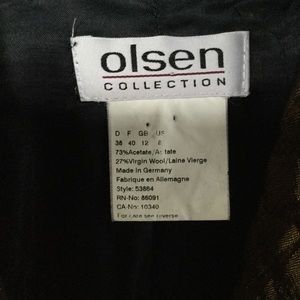 olsen
COLLECTION
D F GB US
38 40 12 8
73%Acetate/Acétate
27%Virgin Wool/Laine Vierge
Made in Germany
Fabrique en Allemagne
Style: 53864
RN-No: 86091
CA-No: 10340
For care see reverse